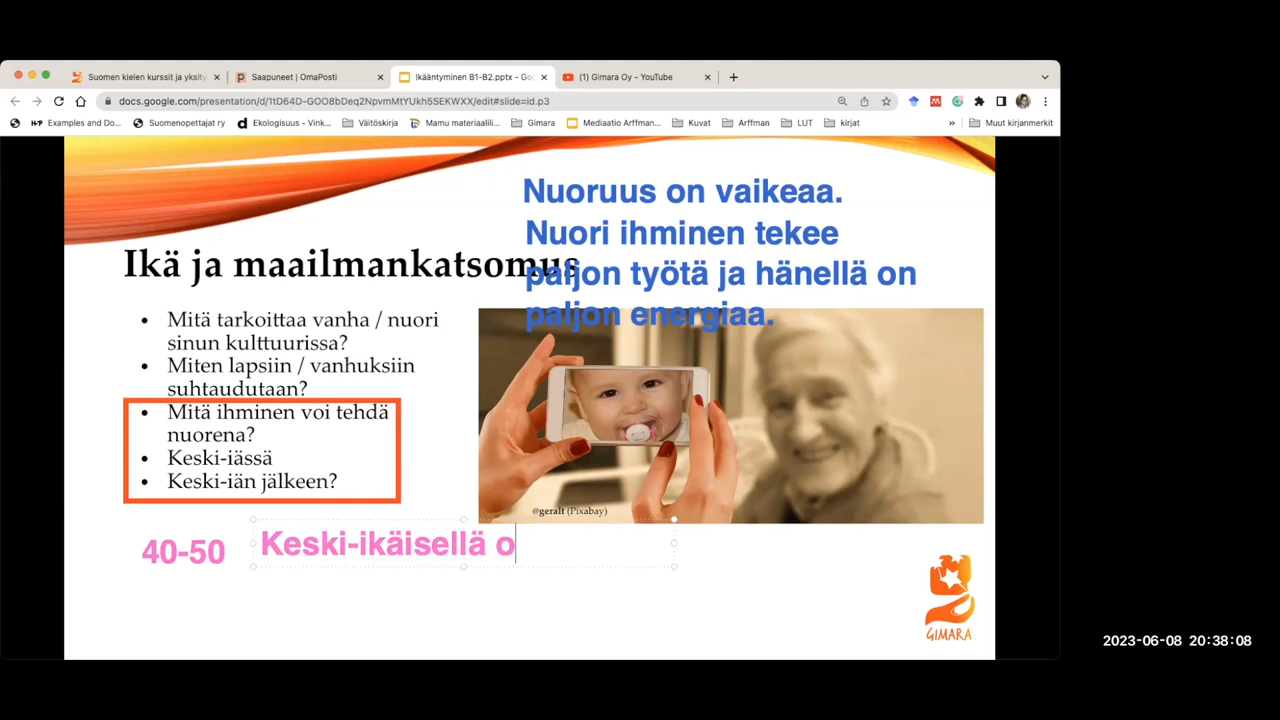 Suomen kielen kurssit ja yksity
Saapuneet | OmaPosti
Ikääntyminen B1-B2.pptx - Goo
(1) Gimara Oy - YouTube
docs.google.com/presentation/d/1tD64D-GOO8bDeq2NpvmMtYUkh5SEKWXX/edit#slide=id.p3
Examples and Do...
Suomenopettajat ry
Ekologisuus - Vink...
Väitöskirja
Mamu materiaalili...
Gimara
Mediaatio Arffman...
Kuvat
Arffman
LUT
kirjat
»
Muut kirjanmerkit
Nuoruus on vaikeaa.
Nuori ihminen tekee
paljon työtä ja hänellä on
paljon energiaa.
Ikä ja maailmankatsomus
• Mitä tarkoittaa vanha / nuori
sinun kulttuurissa?
• Miten lapsiin / vanhuksiin
suhtaudutaan?
• Mitä ihminen voi tehdä
nuorena?
• Keski-iässä
• Keski-iän jälkeen?
@geralt (Pixabay)
40-50
Keski-ikäisellä o
GIMARA
2023-06-08 20:38:08